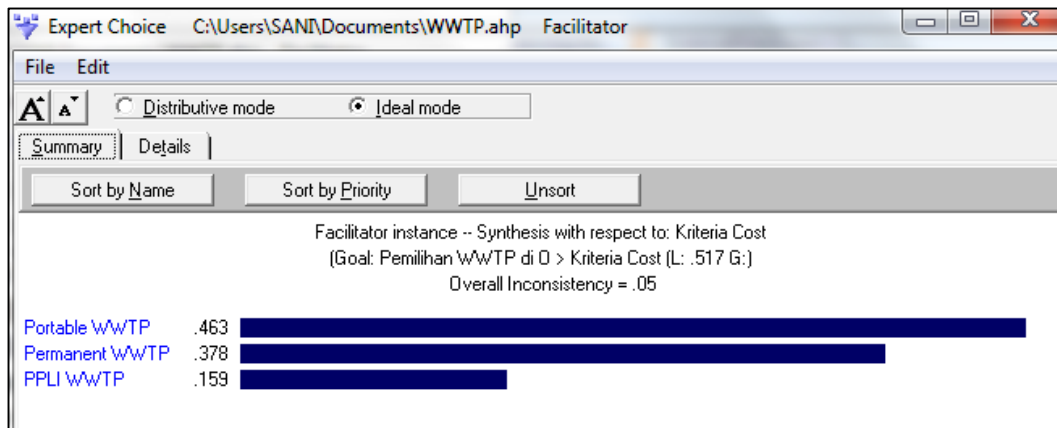 Expert Choice C:\Users\SANI\Documents\WWTP.ahp Facilitator
File Edit
A A Distributive mode Ideal mode
Summary Details
Sort by Name Sort by Priority Unsort
Facilitator instance -- Synthesis with respect to: Kriteria Cost
(Goal: Pemilihan WWTP di O > Kriteria Cost (L: .517 G:)
Overall Inconsistency = .05
Portable WWTP .463
Permanent WWTP .378
PPLI WWTP .159